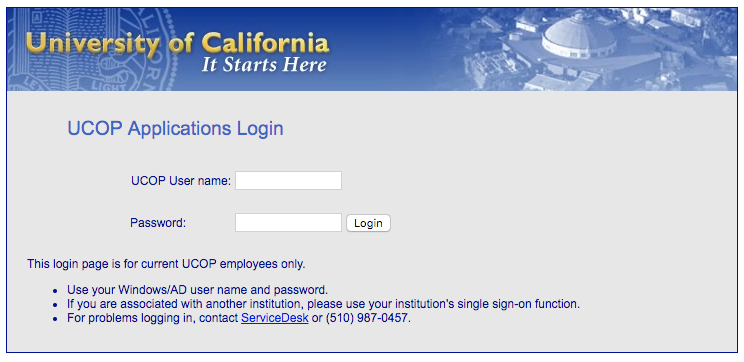 University of California
It Starts Here
UCOP Applications Login
UCOP User name:
Password: Login
This login page is for current UCOP employees only.
• Use your Windows/AD user name and password.
• If you are associated with another institution, please use your institution's single sign-on function.
• For problems logging in, contact ServiceDesk or (510) 987-0457.